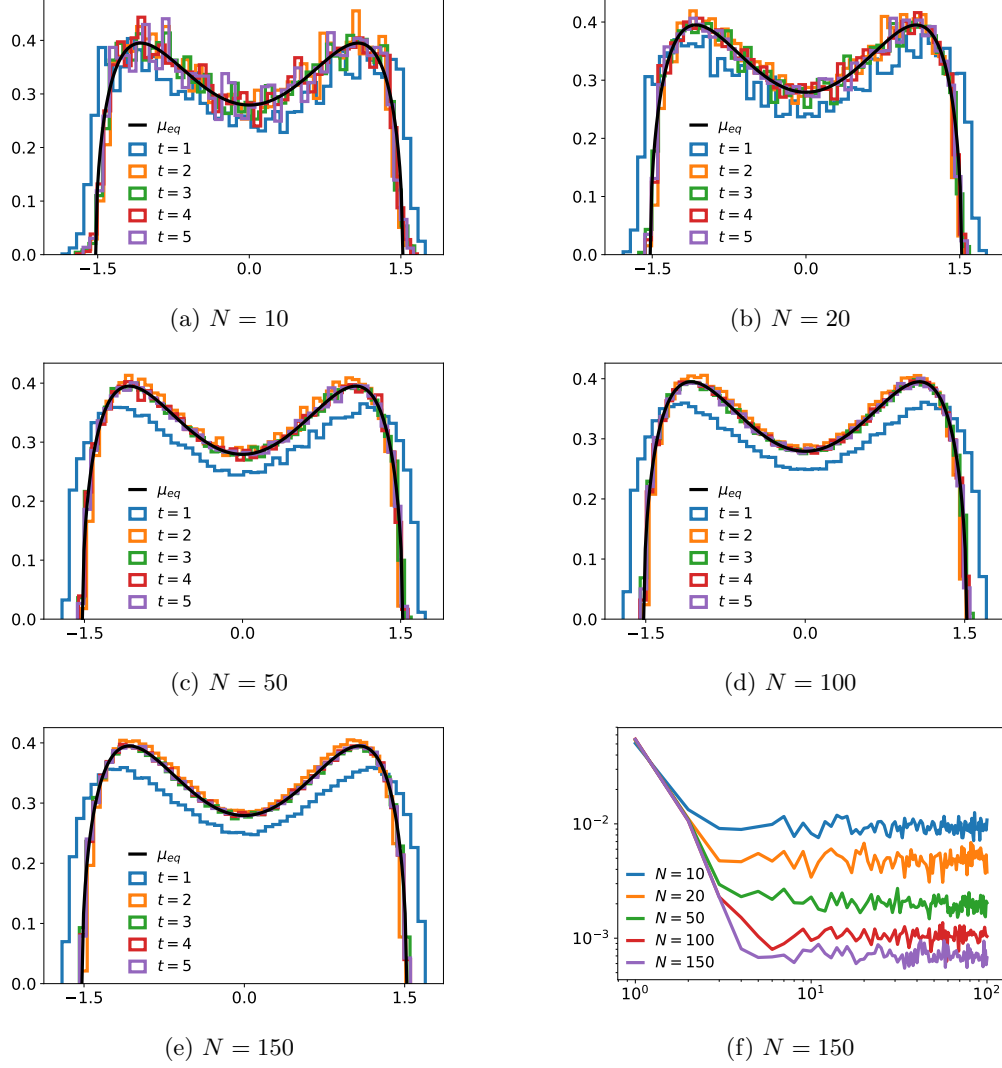 0.4
0.3
0.2
0.1
0.0
−1.5 0.0 1.5
μeq
t = 1
t = 2
t = 3
t = 4
t = 5
(a) N = 10
0.4
0.3
0.2
0.1
0.0
−1.5 0.0 1.5
μeq
t = 1
t = 2
t = 3
t = 4
t = 5
(b) N = 20
0.4
0.3
0.2
0.1
0.0
−1.5 0.0 1.5
μeq
t = 1
t = 2
t = 3
t = 4
t = 5
(c) N = 50
0.4
0.3
0.2
0.1
0.0
−1.5 0.0 1.5
μeq
t = 1
t = 2
t = 3
t = 4
t = 5
(d) N = 100
0.4
0.3
0.2
0.1
0.0
−1.5 0.0 1.5
μeq
t = 1
t = 2
t = 3
t = 4
t = 5
(e) N = 150
10⁻²
10⁻³
10⁰ 10¹ 10²
N = 10
N = 20
N = 50
N = 100
N = 150
(f) N = 150